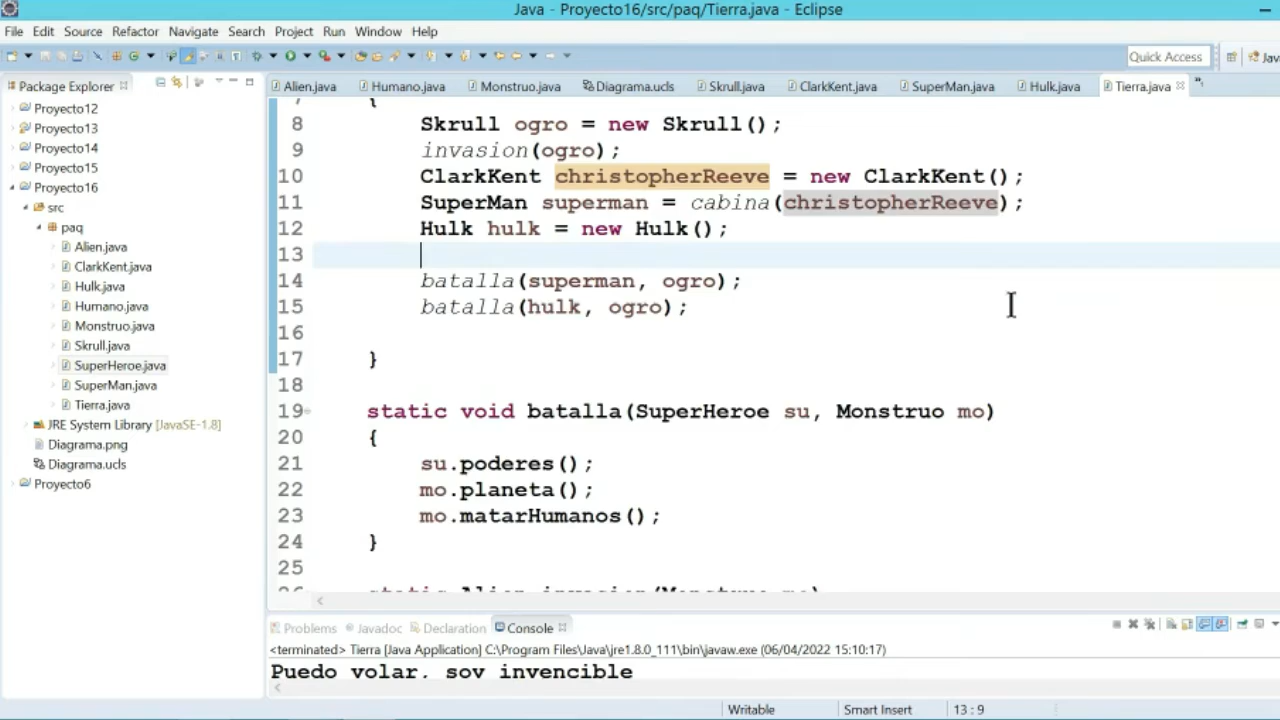 Java - Proyecto16/src/paq/Tierra.java - Eclipse
File Edit Source Refactor Navigate Search Project Run Window Help
Quick Access
Java
Package Explorer
Proyecto12
Proyecto13
Proyecto14
Proyecto15
Proyecto16
src
paq
Alien.java
ClarkKent.java
Hulk.java
Humano.java
Monstruo.java
Skrull.java
SuperHeroe.java
SuperMan.java
Tierra.java
JRE System Library [JavaSE-1.8]
Diagrama.png
Diagrama.ucls
Proyecto6
Alien.java Humano.java Monstruo.java Diagrama.ucls Skrull.java ClarkKent.java SuperMan.java Hulk.java Tierra.java
{
8 Skrull ogro = new Skrull();
9 invasion(ogro);
10 ClarkKent christopherReeve = new ClarkKent();
11 SuperMan superman = cabina(christopherReeve);
12 Hulk hulk = new Hulk();
13
14 batalla(superman, ogro);
15 batalla(hulk, ogro);
16
17 }
18
19 static void batalla(SuperHeroe su, Monstruo mo)
20 {
21 su.poderes();
22 mo.planeta();
23 mo.matarHumanos();
24 }
25
26 static Alien invasion(Monstruo mo)
Problems Javadoc Declaration Console
<terminated> Tierra [Java Application] C:\Program Files\Java\jre1.8.0_111\bin\javaw.exe (06/04/2022 15:10:17)
Puedo volar, soy invencible
Writable Smart Insert 13 : 9